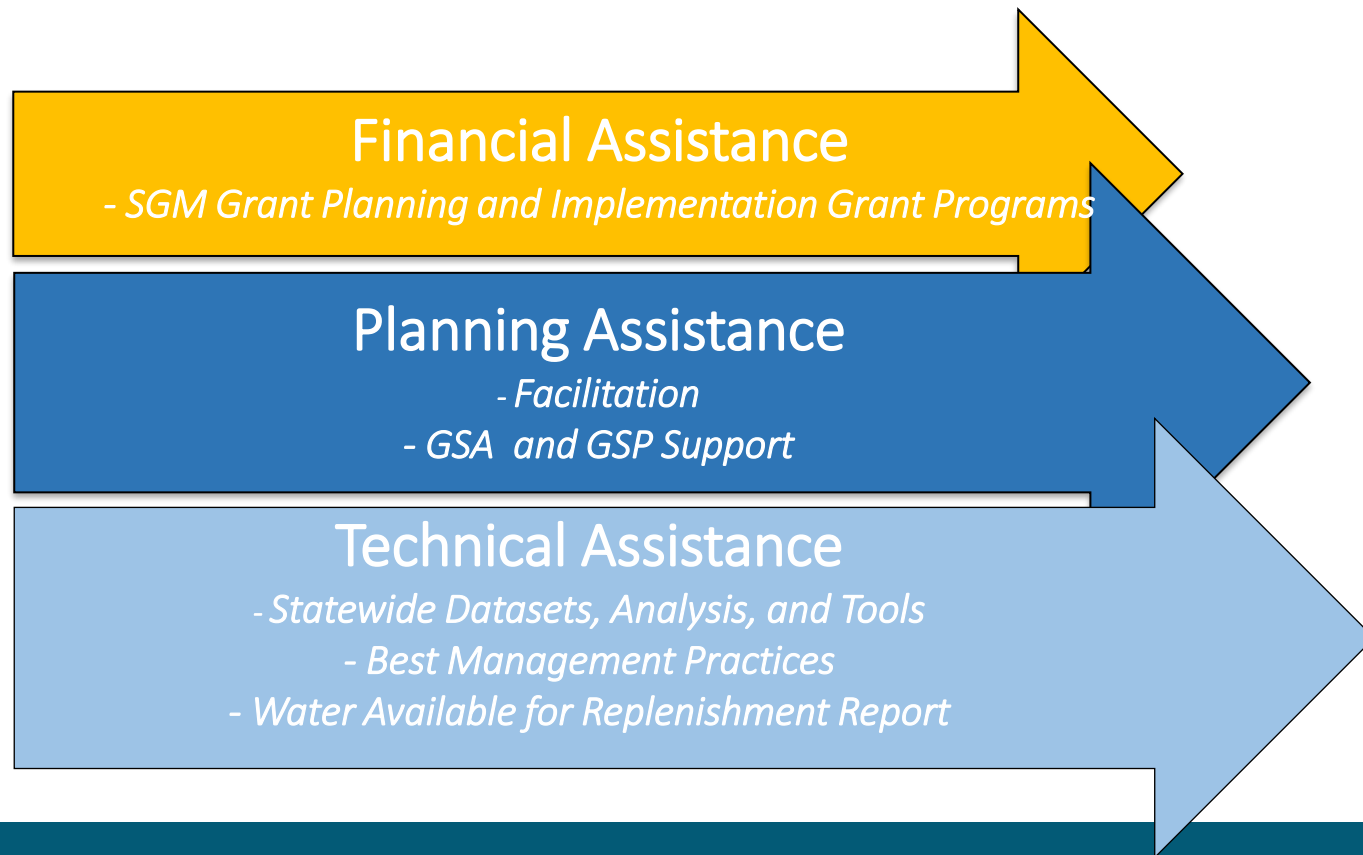 Financial Assistance
- SGM Grant Planning and Implementation Grant Programs
Planning Assistance
- Facilitation
- GSA  and GSP Support
Technical Assistance
- Statewide Datasets, Analysis, and Tools
- Best Management Practices
- Water Available for Replenishment Report